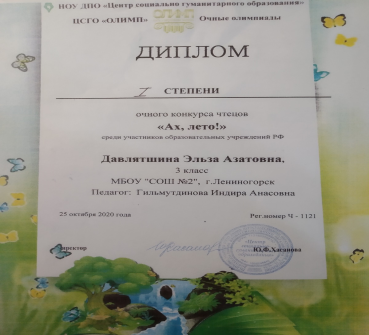 НОУ ДПО «Центр социально гуманитарного образования»
ЦСГО «ОЛИМП» Очные олимпиады
ДИПЛОМ
I СТЕПЕНИ
очного конкурса чтецов
«Ах, лето!»
среди участников образовательных учреждений РФ
Давлятшина Эльза Азатовна,
3 класс
МБОУ "СОШ №2", г.Лениногорск
Педагог: Гильмутдинова Индира Анасовна
25 октября 2020 года Рег.номер Ч - 1121
Директор Ю.Ф.Хасанова